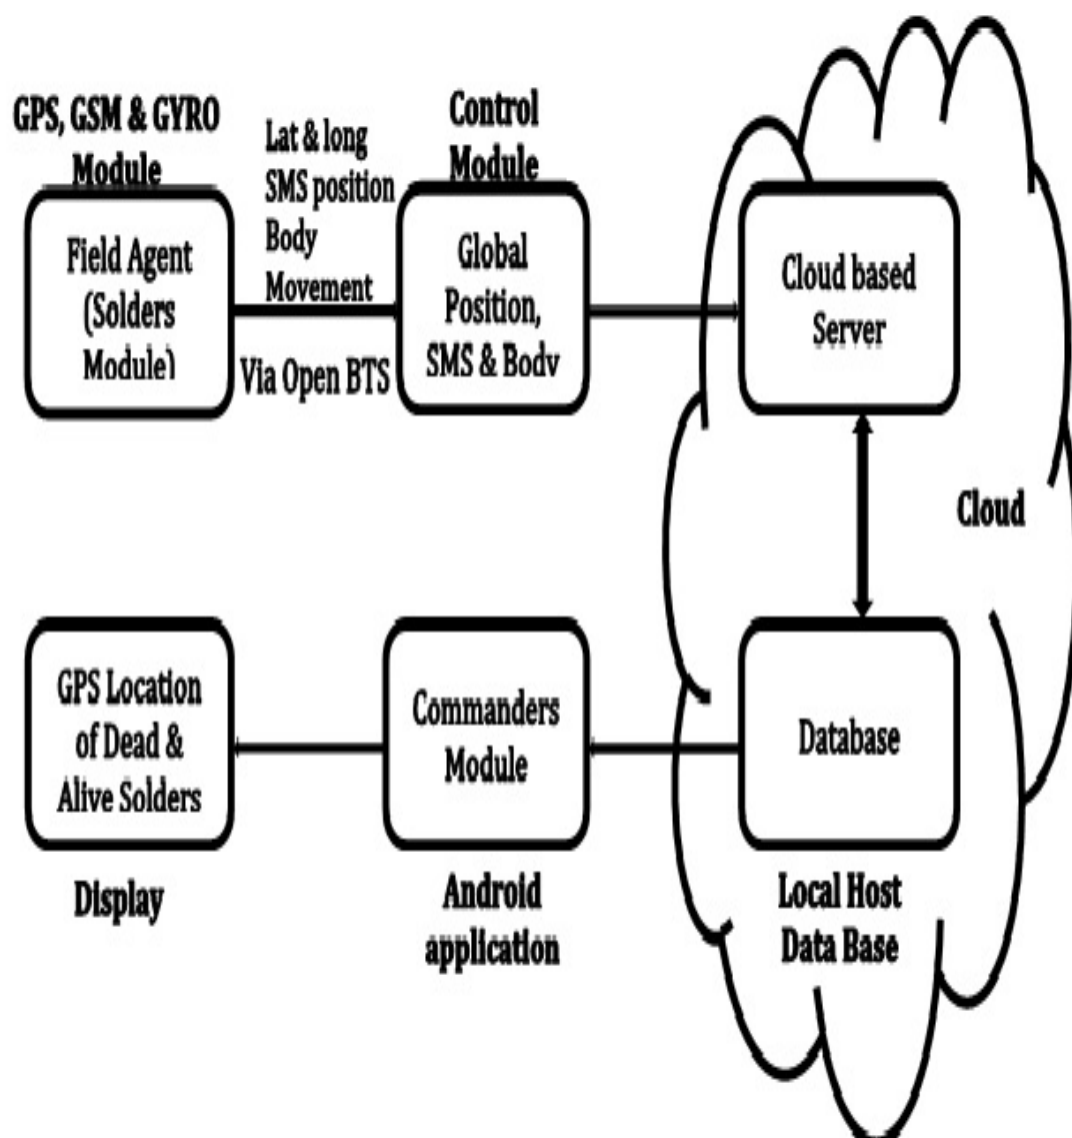 GPS, GSM & GYRO
Module
Field Agent
(Solders
Module)
Lat & long
SMS position
Body
Movement
Via Open BTS
Control
Module
Global
Position,
SMS & Body
Cloud based
Server
Cloud
GPS Location
of Dead &
Alive Solders
Display
Commanders
Module
Android
application
Database
Local Host
Data Base